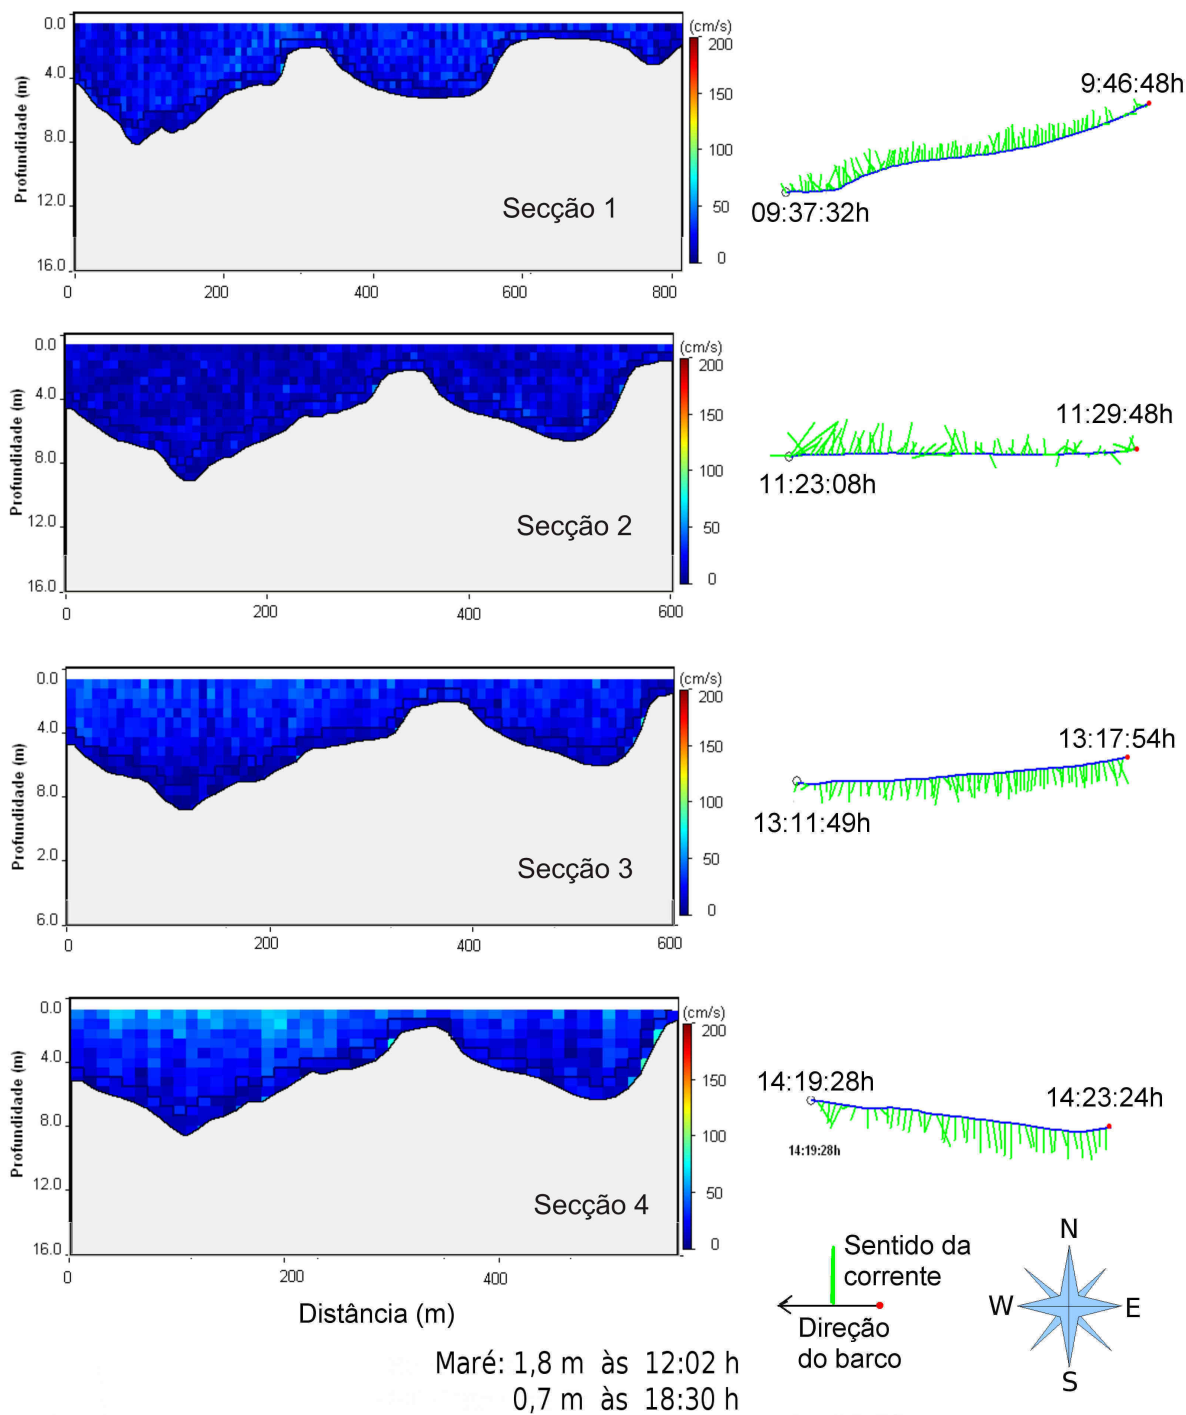 0.0
4.0
8.0
12.0
16.0
Profundidade (m)
0
200
400
600
800
(cm/s)
200
150
100
50
0
Secção 1
9:46:48h
09:37:32h
0.0
4.0
8.0
12.0
16.0
Profundidade (m)
0
200
400
600
(cm/s)
200
150
100
50
0
Secção 2
11:29:48h
11:23:08h
0.0
4.0
8.0
2.0
6.0
Profundidade (m)
0
200
400
600
(cm/s)
200
150
100
50
0
Secção 3
13:17:54h
13:11:49h
0.0
4.0
8.0
12.0
16.0
Profundidade (m)
0
200
400
(cm/s)
200
150
100
50
0
Secção 4
14:19:28h
14:23:24h
14:19:28h
Distância (m)
Sentido da
corrente
Direção
do barco
N
W
E
S
Maré: 1,8 m às 12:02 h
0,7 m às 18:30 h